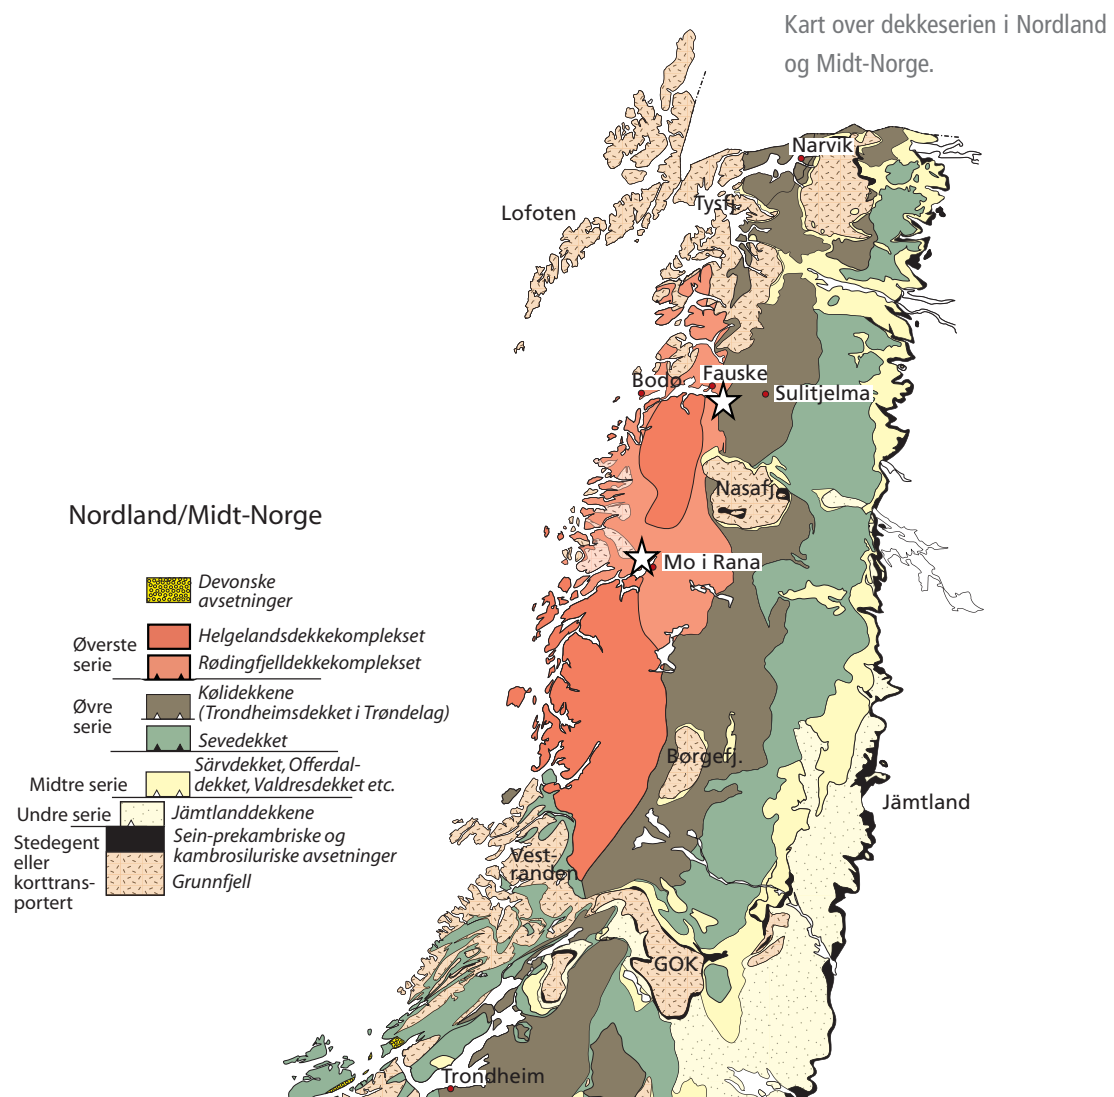 Kart over dekkeserien i Nordland
og Midt-Norge.
Narvik
Tysfj.
Lofoten
Bodø
Fauske
Sulitjelma
Nasafj.
Mo i Rana
Børgefj.
Jämtland
Vest-
randen
GOK
Trondheim
Nordland/Midt-Norge
Devonske
avsetninger
Øverste
serie
Helgelandsdekkekomplekset
Rødingfjelldekkekomplekset
Øvre
serie
Kølidekkene
(Trondheimsdekket i Trøndelag)
Sevedekket
Midtre serie
Särvdekket, Offerdal-
dekket, Valdresdekket etc.
Undre serie
Jämtlanddekkene
Stedegent
eller
korttrans-
portert
Sein-prekambriske og
kambrosiluriske avsetninger
Grunnfjell